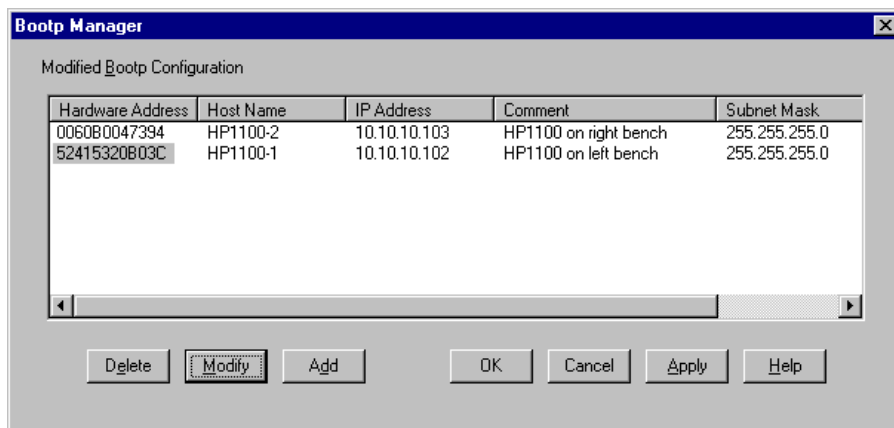 Bootp Manager
Modified Bootp Configuration
Hardware Address Host Name IP Address Comment Subnet Mask
0060B0047394 HP1100-2 10.10.10.103 HP1100 on right bench 255.255.255.0
52415320B03C HP1100-1 10.10.10.102 HP1100 on left bench 255.255.255.0
Delete Modify Add OK Cancel Apply Help